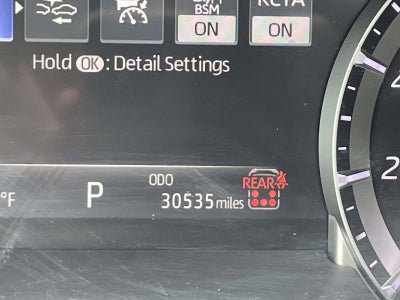 BSM
RCTA
ON
ON
Hold OK : Detail Settings
°F
P
ODO
30535 miles
REAR
2